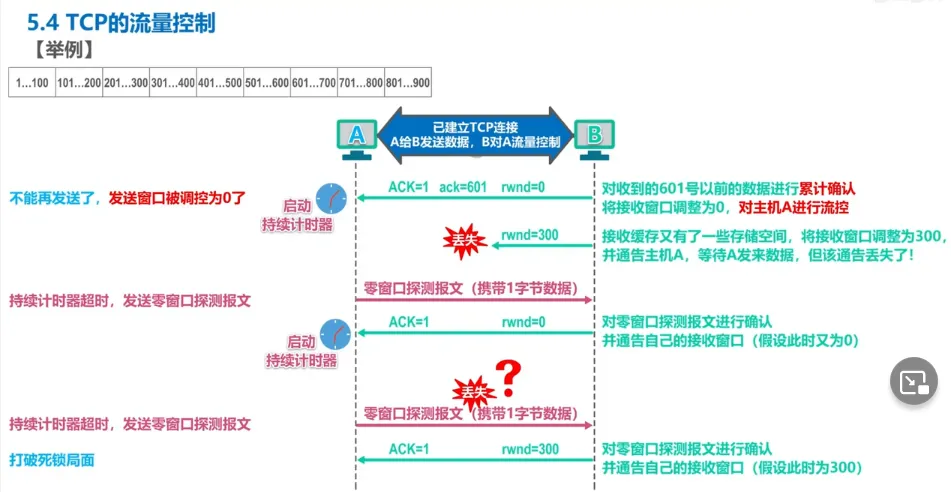 5.4 TCP的流量控制
【举例】
1…100 101…200 201…300 301…400 401…500 501…600 601…700 701…800 801…900
A
已建立TCP连接
A给B发送数据，B对A流量控制
B
不能再发送了，发送窗口被调控为0了
启动
持续计时器
ACK=1 ack=601 rwnd=0
对收到的601号以前的数据进行累计确认
将接收窗口调整为0，对主机A进行流控
丢失
rwnd=300
接收缓存又有了一些存储空间，将接收窗口调整为300，
并通告主机A，等待A发来数据，但该通告丢失了！
持续计时器超时，发送零窗口探测报文
零窗口探测报文（携带1字节数据）
启动
持续计时器
ACK=1 rwnd=0
对零窗口探测报文进行确认
并通告自己的接收窗口（假设此时又为0）
丢失 ?
持续计时器超时，发送零窗口探测报文
零窗口探测报文（携带1字节数据）
打破死锁局面
ACK=1 rwnd=300
对零窗口探测报文进行确认
并通告自己的接收窗口（假设此时为300）